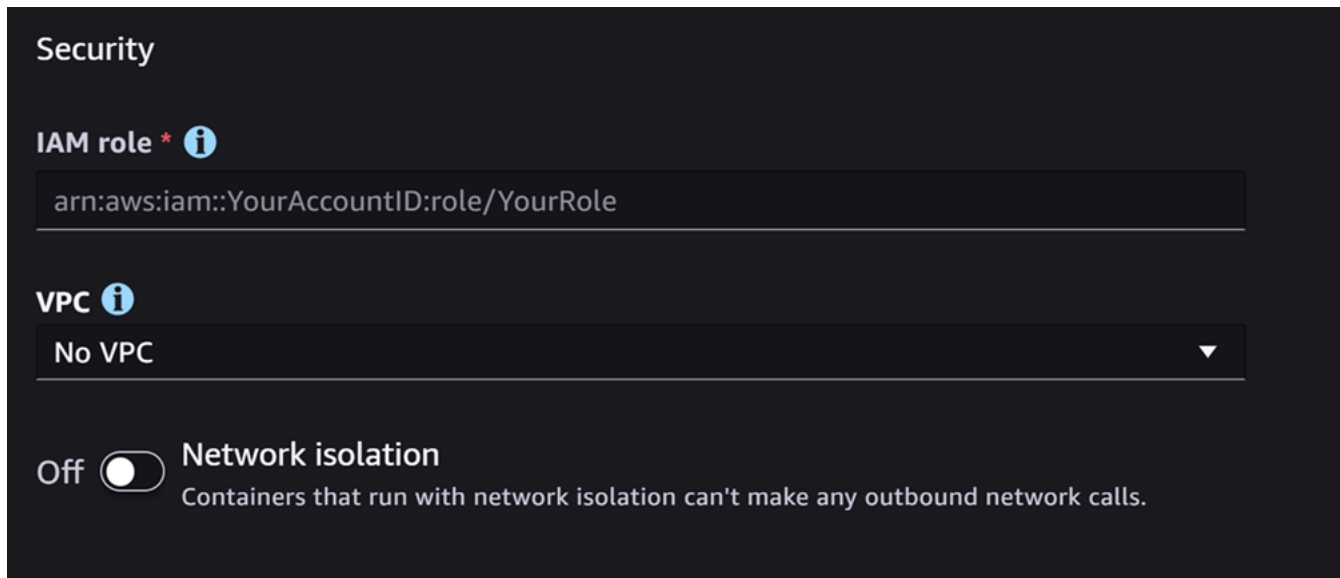 Security
IAM role *
arn:aws:iam::YourAccountID:role/YourRole
VPC
No VPC
Off
Network isolation
Containers that run with network isolation can't make any outbound network calls.